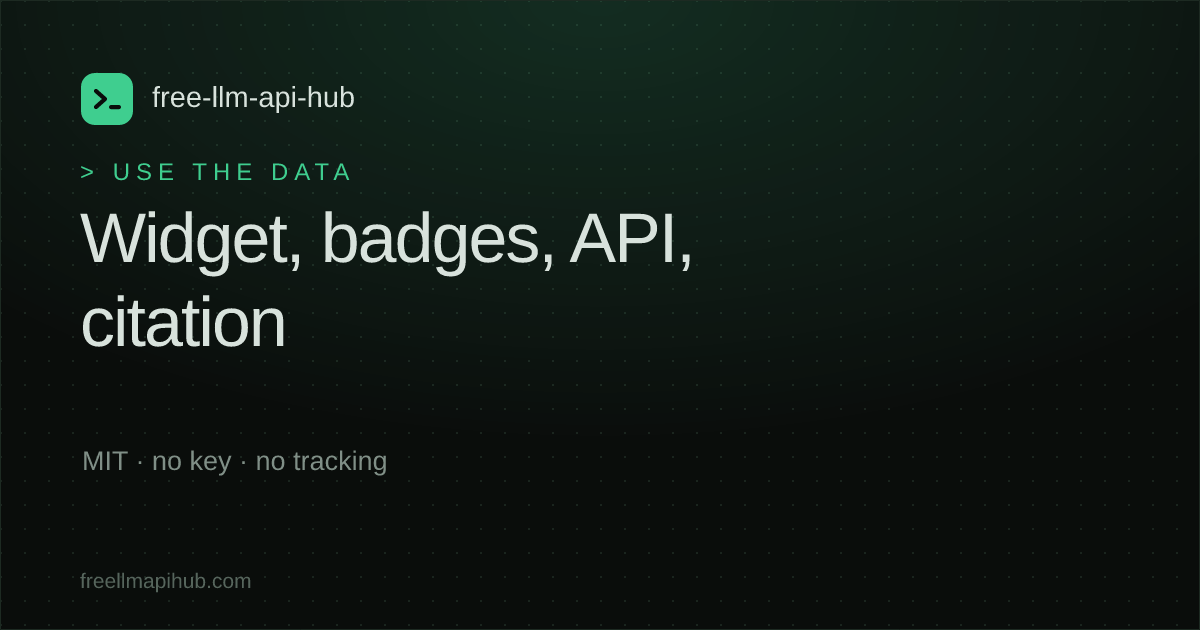 free-llm-api-hub
> USE THE DATA
Widget, badges, API,
citation
MIT · no key · no tracking
freellmapihub.com